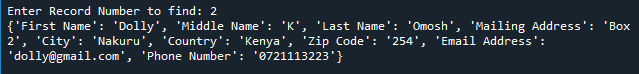 Enter Record Number to find: 2
{'First Name': 'Dolly', 'Middle Name': 'K', 'Last Name': 'Omosh', 'Mailing Address': 'Box
2', 'City': 'Nakuru', 'Country': 'Kenya', 'Zip Code': '254', 'Email Address':
'dolly@gmail.com', 'Phone Number': '0721113223'}